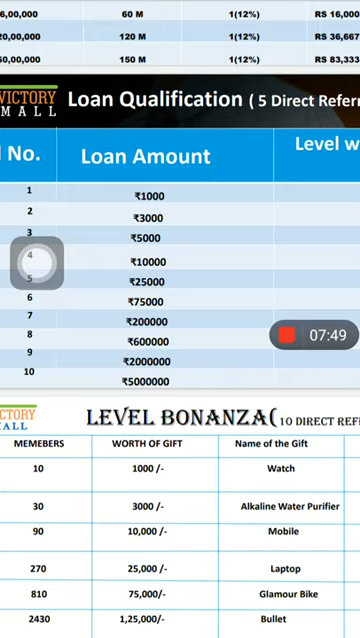 6,00,000 60 M 1(12%) RS 16,000
20,00,000 120 M 1(12%) RS 36,667
50,00,000 150 M 1(12%) RS 83,333
VICTORY
MALL
Loan Qualification ( 5 Direct Referr
l No. Loan Amount Level w
1 ₹1000
2 ₹3000
3 ₹5000
4 ₹10000
5 ₹25000
6 ₹75000
7 ₹200000
8 ₹600000
9 ₹2000000
10 ₹5000000
07:49
ICTORY
ALL
LEVEL BONANZA( 10 DIRECT REFE
MEMEBERS WORTH OF GIFT Name of the Gift
10 1000 /- Watch
30 3000 /- Alkaline Water Purifier
90 10,000 /- Mobile
270 25,000 /- Laptop
810 75,000/- Glamour Bike
2430 1,25,000/- Bullet